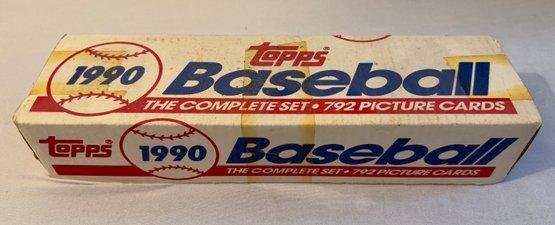 topps®
1990 Baseball
THE COMPLETE SET • 792 PICTURE CARDS
topps® 1990 Baseball
THE COMPLETE SET • 792 PICTURE CARDS